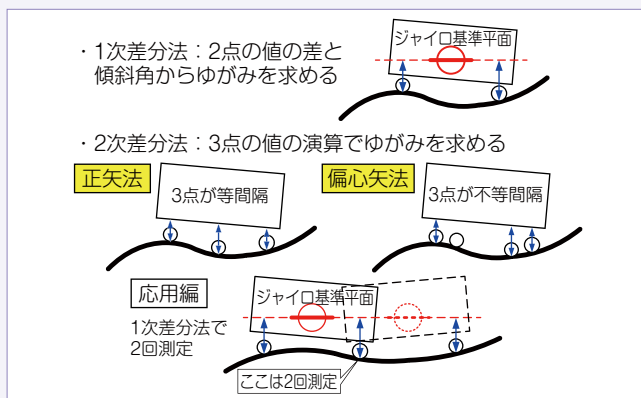 ・1次差分法：2点の値の差と
傾斜角からゆがみを求める
ジャイロ基準平面
・2次差分法：3点の値の演算でゆがみを求める
正矢法
3点が等間隔
偏心矢法
3点が不等間隔
応用編
1次差分法で
2回測定
ジャイロ基準平面
ここは2回測定